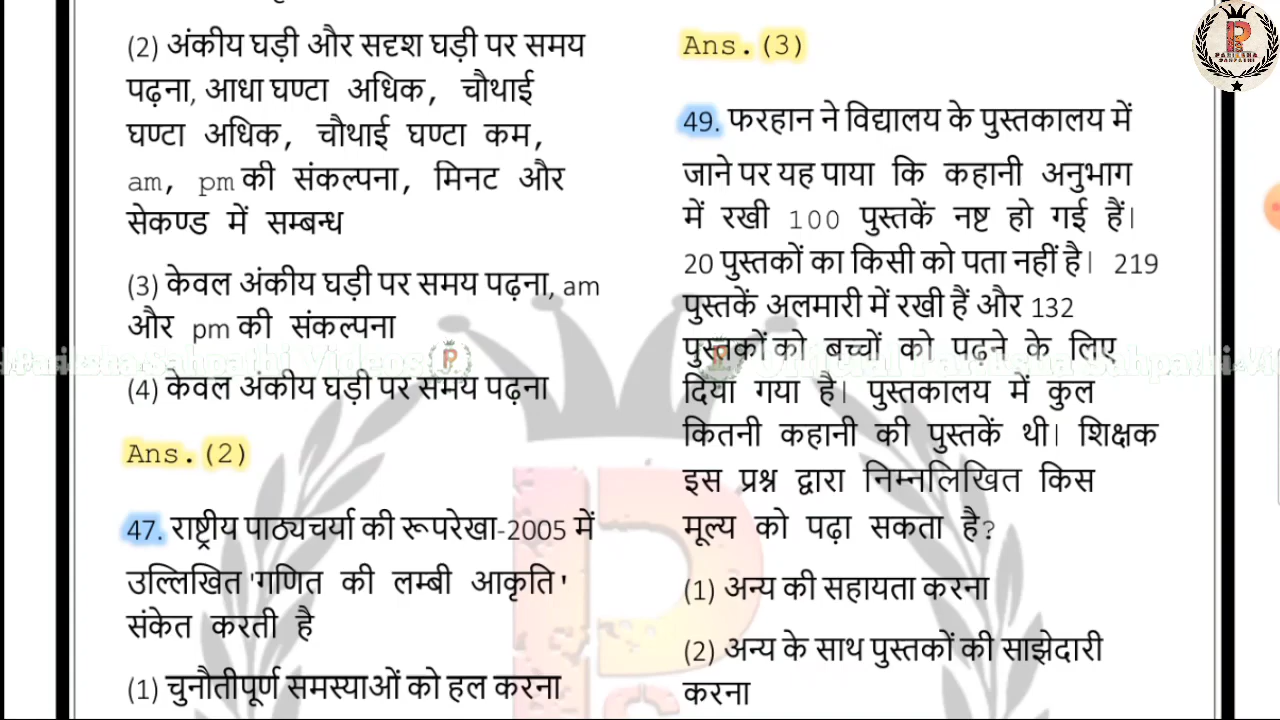 (2) अंकीय घड़ी और सदृश घड़ी पर समय
पढ़ना, आधा घण्टा अधिक, चौथाई
घण्टा अधिक, चौथाई घण्टा कम,
am, pm की संकल्पना, मिनट और
सेकण्ड में सम्बन्ध
(3) केवल अंकीय घड़ी पर समय पढ़ना, am
और pm की संकल्पना
(4) केवल अंकीय घड़ी पर समय पढ़ना
Ans.(2)
47. राष्ट्रीय पाठ्यचर्या की रूपरेखा-2005 में
उल्लिखित 'गणित की लम्बी आकृति'
संकेत करती है
(1) चुनौतीपूर्ण समस्याओं को हल करना
Ans.(3)
49. फरहान ने विद्यालय के पुस्तकालय में
जाने पर यह पाया कि कहानी अनुभाग
में रखी 100 पुस्तकें नष्ट हो गई हैं।
20 पुस्तकों का किसी को पता नहीं है। 219
पुस्तकें अलमारी में रखी हैं और 132
पुस्तकों को बच्चों को पढ़ने के लिए
दिया गया है। पुस्तकालय में कुल
कितनी कहानी की पुस्तकें थी। शिक्षक
इस प्रश्न द्वारा निम्नलिखित किस
मूल्य को पढ़ा सकता है?
(1) अन्य की सहायता करना
(2) अन्य के साथ पुस्तकों की साझेदारी
करना
PARIKSHA
SAHPATHI